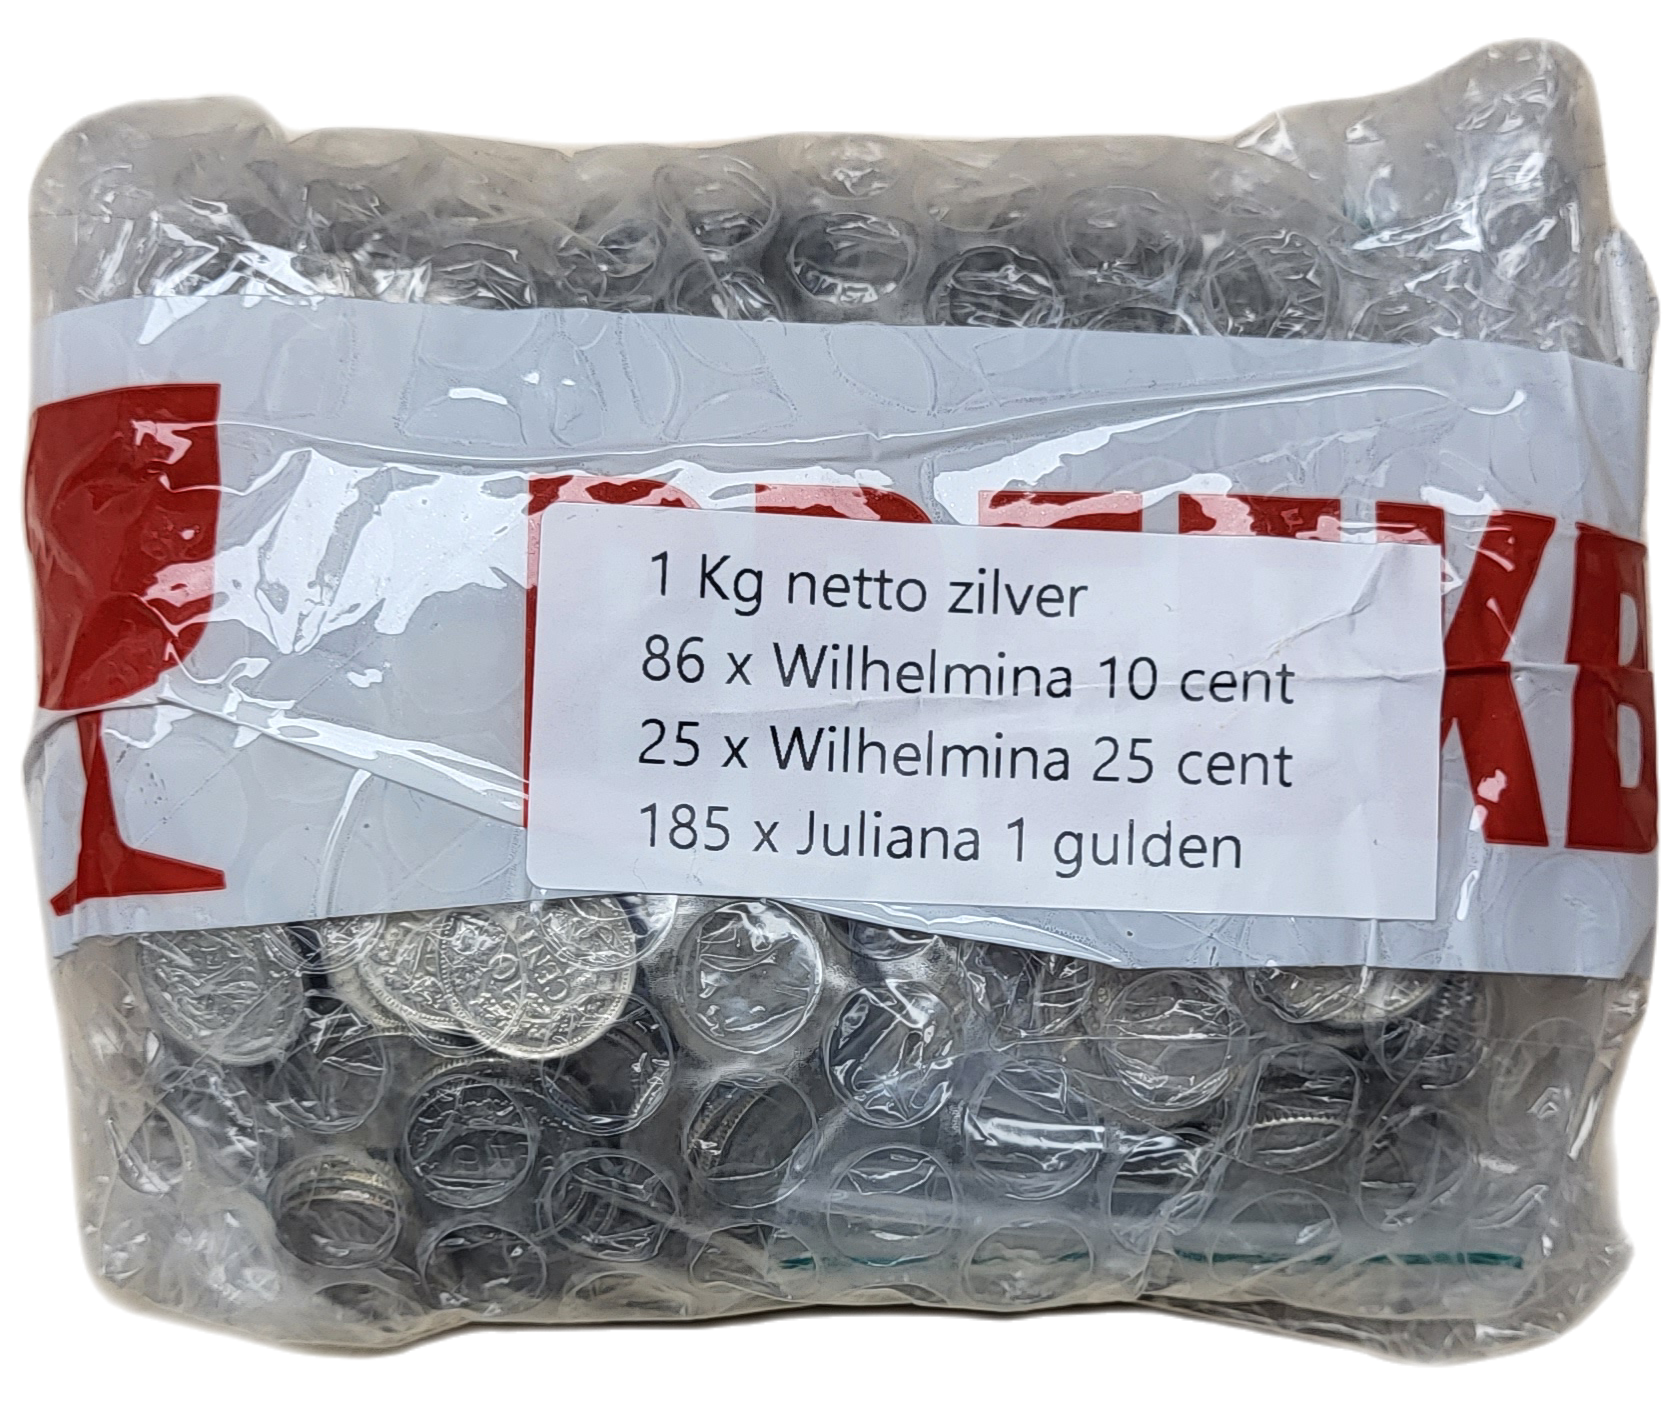 1 Kg netto zilver
86 x Wilhelmina 10 cent
25 x Wilhelmina 25 cent
185 x Juliana 1 gulden